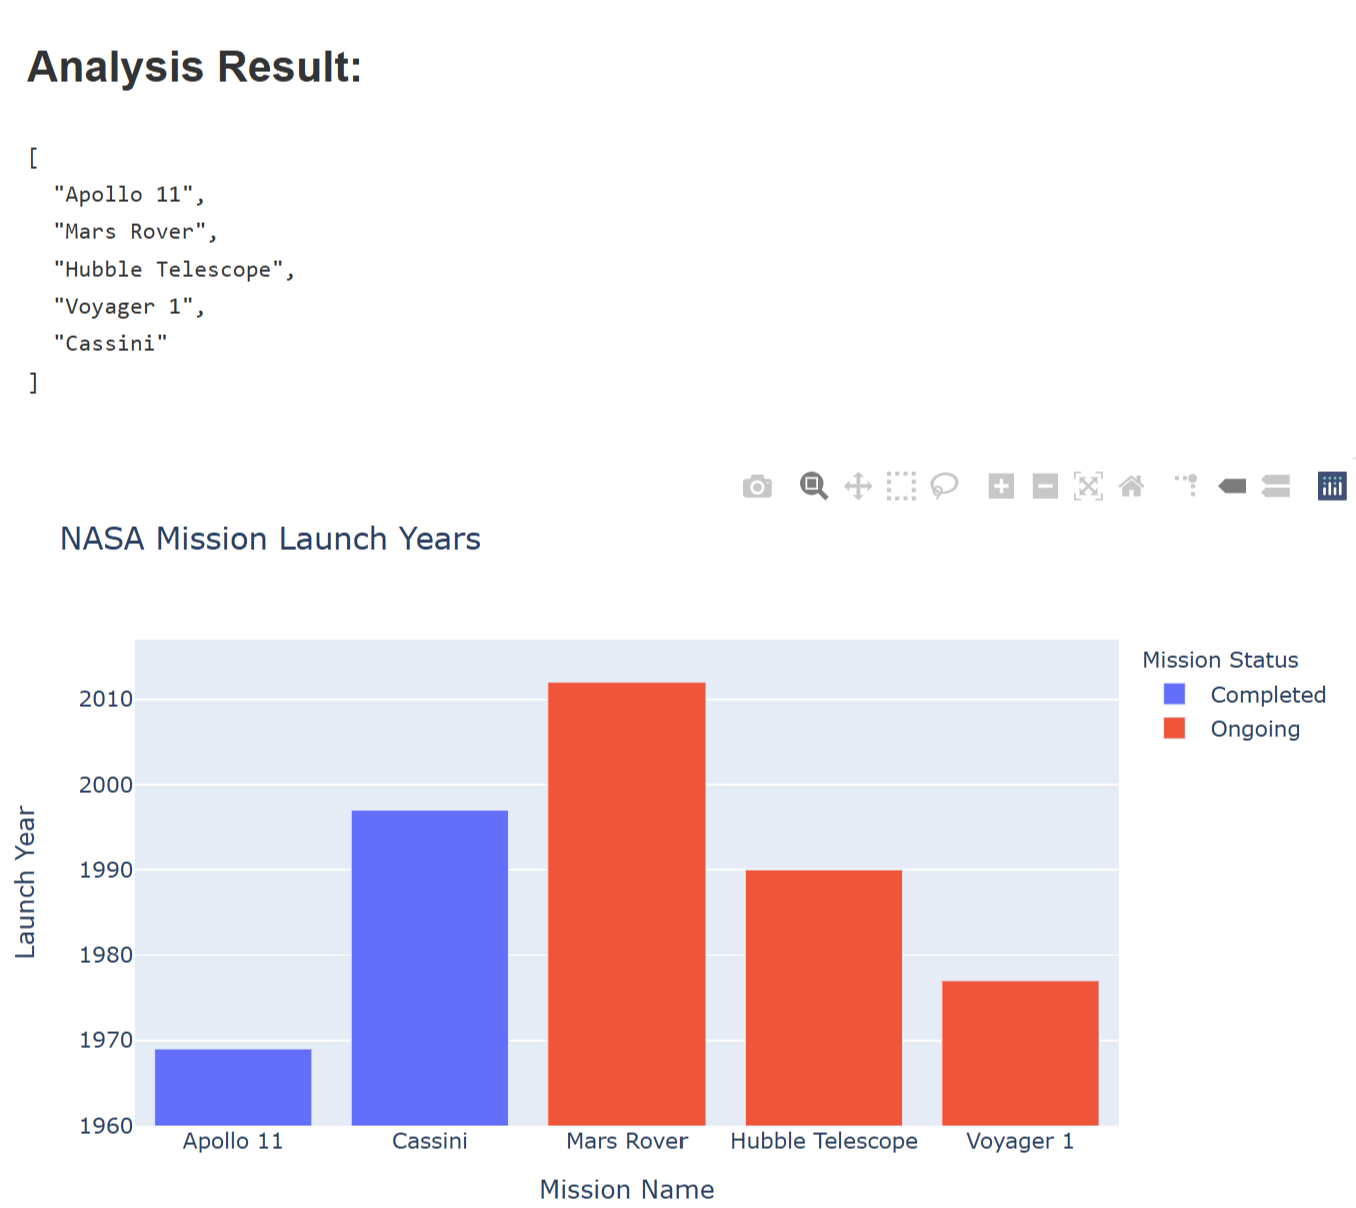 Analysis Result:
[
"Apollo 11",
"Mars Rover",
"Hubble Telescope",
"Voyager 1",
"Cassini"
]
NASA Mission Launch Years
Mission Status
Completed
Ongoing
2010
2000
1990
1980
1970
1960
Launch Year
Apollo 11 Cassini Mars Rover Hubble Telescope Voyager 1
Mission Name